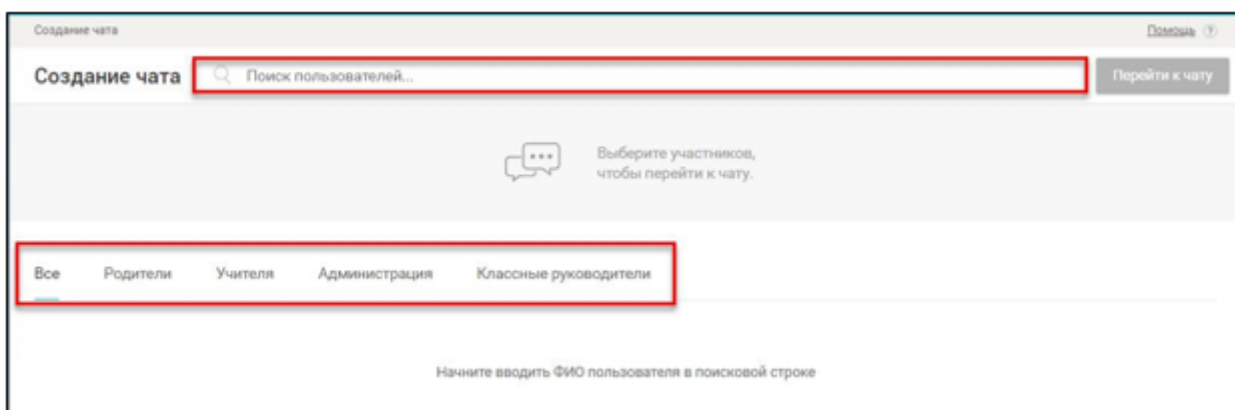 Создание чата
Помощь
Создание чата
Поиск пользователей...
Перейти к чату
Выберите участников,
чтобы перейти к чату.
Все Родители Учителя Администрация Классные руководители
Начните вводить ФИО пользователя в поисковой строке